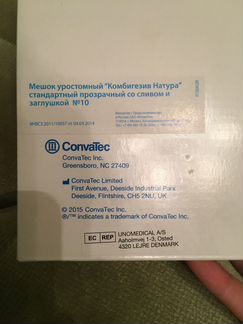 Мешок уростомный "Комбигезив Натура"
стандартный прозрачный со сливом и
заглушкой №10
ConvaTec
ConvaTec Inc.
Greensboro, NC 27409
ConvaTec Limited
First Avenue, Deeside Industrial Park
Deeside, Flintshire, CH5 2NU, UK
© 2015 ConvaTec Inc.
®/™ indicates a trademark of ConvaTec Inc.
EC REP
UNOMEDICAL A/S
Aaholmvej 1-3, Osted
4320 LEJRE DENMARK